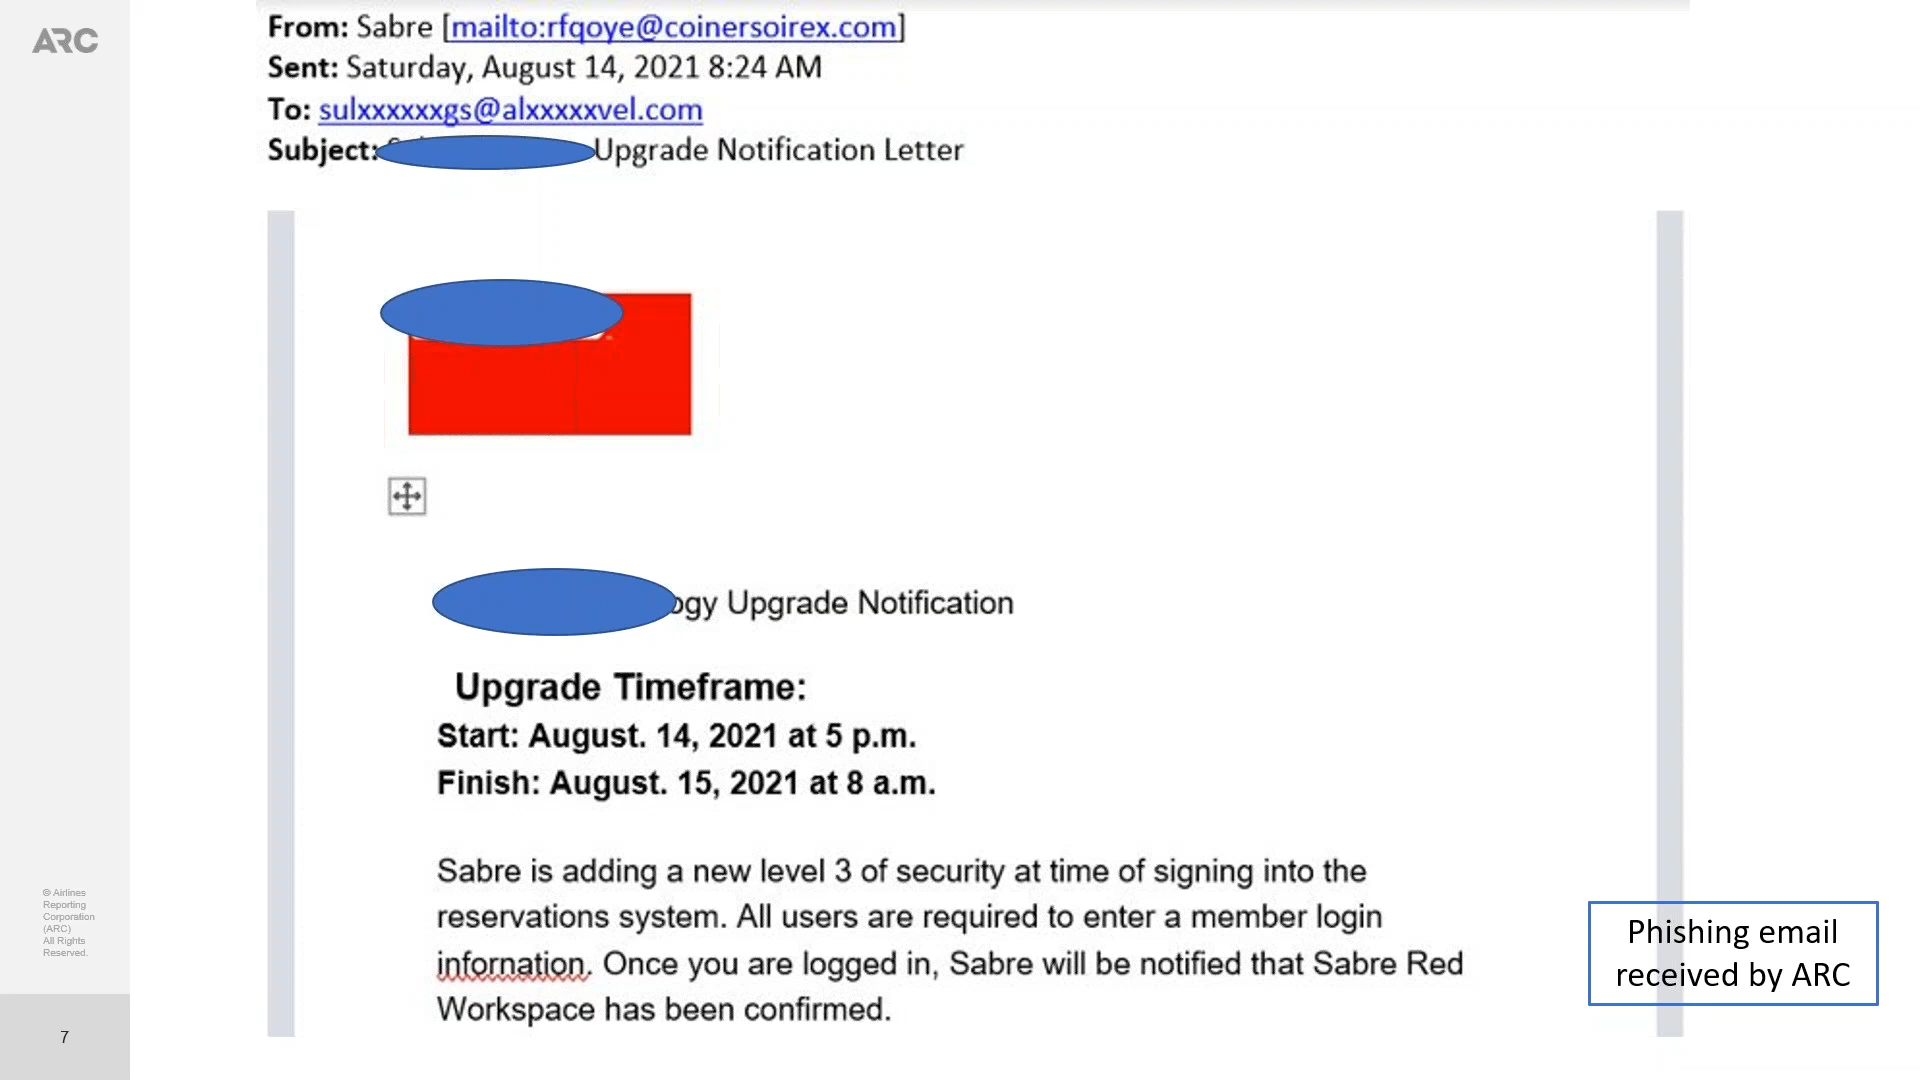 ARC
From: Sabre [mailto:rfqoye@coinersoirex.com]
Sent: Saturday, August 14, 2021 8:24 AM
To: sulxxxxxxgs@alxxxxxvel.com
Subject: Upgrade Notification Letter
ogy Upgrade Notification
Upgrade Timeframe:
Start: August. 14, 2021 at 5 p.m.
Finish: August. 15, 2021 at 8 a.m.
Sabre is adding a new level 3 of security at time of signing into the
reservations system. All users are required to enter a member login
infornation. Once you are logged in, Sabre will be notified that Sabre Red
Workspace has been confirmed.
Phishing email
received by ARC
© Airlines
Reporting
Corporation
(ARC)
All Rights
Reserved.
7